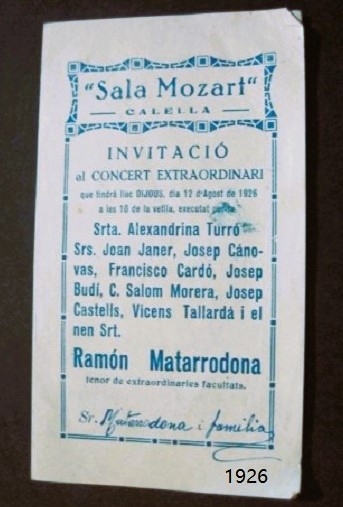 "Sala Mozart"
CALELLA
INVITACIÓ
al CONCERT EXTRAORDINARI
que tindrá lloc DIJOUS, dia 12 d'Agost de 1926
a les 10 de la vetlla, executat
Srta. Alexandrina Turró
Srs. Joan Janer, Josep Cáno-
vas, Francisco Cardó, Josep
Budí, C. Salom Morera, Josep
Castells, Vicens Tallardá i el
nen Srt.
Ramón Matarrodona
tenor de extraordinaries facultats.
Sr. Matarrodona i familia
1926